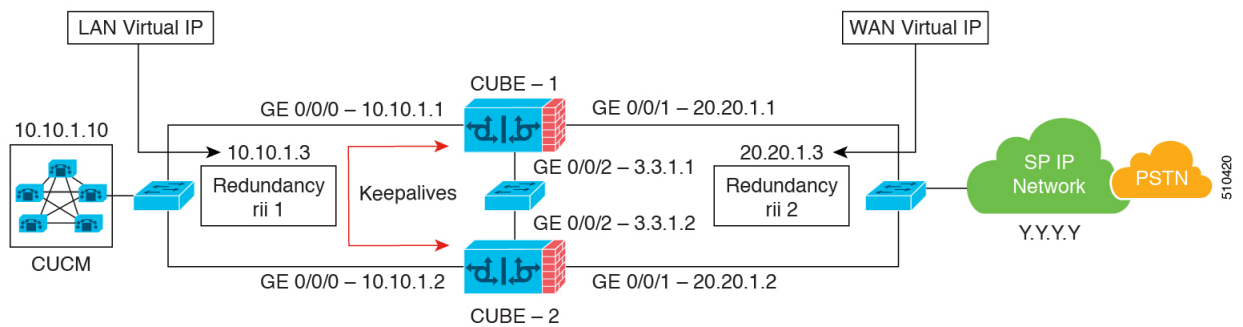 LAN Virtual IP
WAN Virtual IP
CUBE – 1
GE 0/0/0 – 10.10.1.1
GE 0/0/1 – 20.20.1.1
10.10.1.10
10.10.1.3
Redundancy
rii 1
Keepalives
GE 0/0/2 – 3.3.1.1
GE 0/0/2 – 3.3.1.2
20.20.1.3
Redundancy
rii 2
SP IP
Network
PSTN
Y.Y.Y.Y
510420
CUCM
GE 0/0/0 – 10.10.1.2
GE 0/0/1 – 20.20.1.2
CUBE – 2